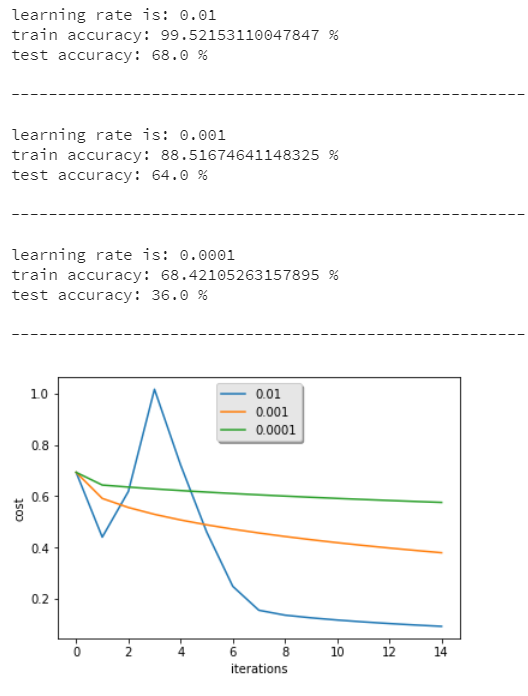 learning rate is: 0.01
train accuracy: 99.52153110047847 %
test accuracy: 68.0 %
-------------------------------------------------------
learning rate is: 0.001
train accuracy: 88.51674641148325 %
test accuracy: 64.0 %
-------------------------------------------------------
learning rate is: 0.0001
train accuracy: 68.42105263157895 %
test accuracy: 36.0 %
-------------------------------------------------------
0.01
0.001
0.0001
1.0
0.8
0.6
0.4
0.2
cost
0 2 4 6 8 10 12 14
iterations